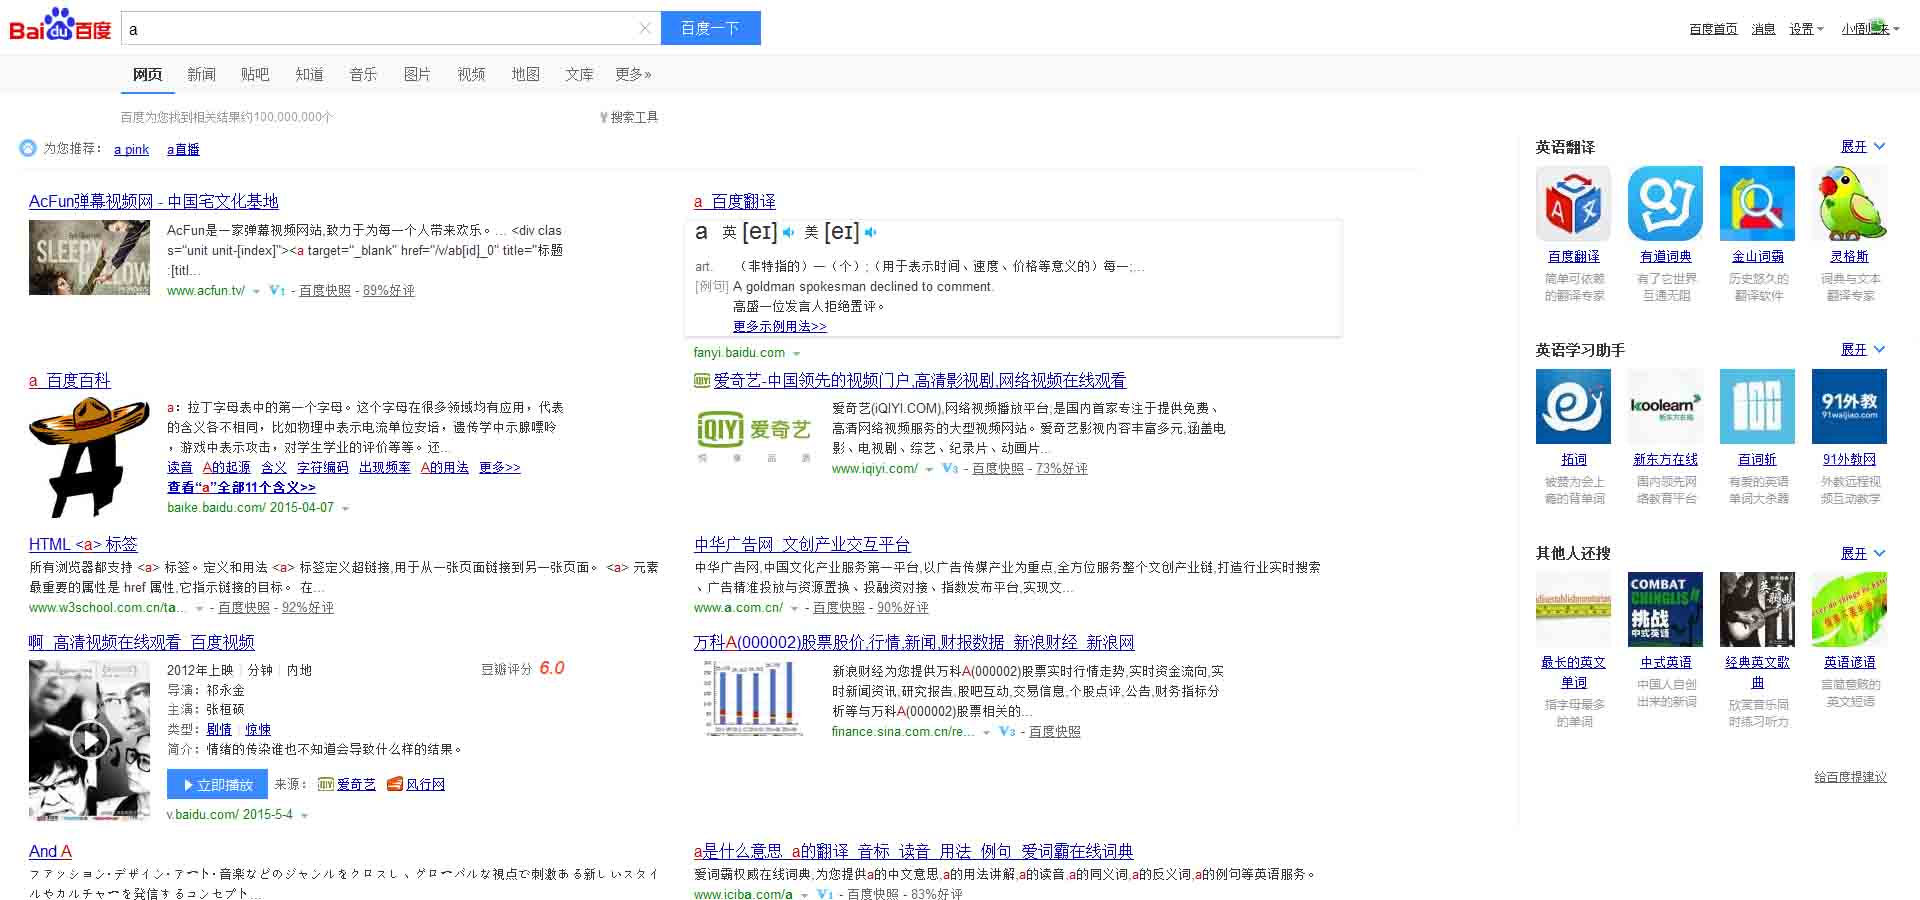 Baidu百度
a
百度一下
百度首页 消息 设置
网页 新闻 贴吧 知道 音乐 图片 视频 地图 文库 更多»
百度为您找到相关结果约100,000,000个
搜索工具
为您推荐： a pink a直播
AcFun弹幕视频网 - 中国宅文化基地
SLEEPY
AcFun是一家弹幕视频网站,致力于为每一个人带来欢乐。... <div clas
s="unit unit-[index]"><a target="_blank" href="/v/ab[id]_0" title="标题
:[titl...
www.acfun.tv/ V1 - 百度快照 - 89%好评
a_百度翻译
a 英 [eɪ] 美 [eɪ]
art. （非特指的）一（个）;（用于表示时间、速度、价格等意义的）每一;...
[例句] A goldman spokesman declined to comment.
高盛一位发言人拒绝置评。
更多示例用法>>
fanyi.baidu.com
a_百度百科
a：拉丁字母表中的第一个字母。这个字母在很多领域均有应用，代表
的含义各不相同，比如物理中表示电流单位安培，遗传学中示腺嘌呤
，游戏中表示攻击，对学生学业的评价等等。还...
读音 A的起源 含义 字符编码 出现频率 A的用法 更多>>
查看“a”全部11个含义>>
baike.baidu.com/ 2015-04-07
爱奇艺-中国领先的视频门户,高清影视剧,网络视频在线观看
iQIYI 爱奇艺
悦 享 品 质
爱奇艺(iQIYI.COM),网络视频播放平台,是国内首家专注于提供免费、
高清网络视频服务的大型视频网站。爱奇艺影视内容丰富多元,涵盖电
影、电视剧、综艺、纪录片、动画片...
www.iqiyi.com/ V3 - 百度快照 - 73%好评
HTML <a> 标签
所有浏览器都支持 <a> 标签。定义和用法 <a> 标签定义超链接,用于从一张页面链接到另一张页面。 <a> 元素
最重要的属性是 href 属性,它指示链接的目标。 在...
www.w3school.com.cn/ta... - 百度快照 - 92%好评
中华广告网_文创产业交互平台
中华广告网,中国文化产业服务第一平台,以广告传媒产业为重点,全方位服务整个文创产业链,打造行业实时搜索
、广告精准投放与资源置换、投融资对接、指数发布平台,实现文...
www.a.com.cn/ - 百度快照 - 90%好评
啊_高清视频在线观看_百度视频
2012年上映 分钟 内地 豆瓣评分 6.0
导演：祁永金
主演：张桓硕
类型：剧情 惊悚
简介：情绪的传染谁也不知道会导致什么样的结果。
立即播放 来源： 爱奇艺 风行网
v.baidu.com/ 2015-5-4
万科A(000002)股票股价,行情,新闻,财报数据_新浪财经_新浪网
新浪财经为您提供万科A(000002)股票实时行情走势,实时资金流向,实
时新闻资讯,研究报告,股吧互动,交易信息,个股点评,公告,财务指标分
析等与万科A(000002)股票相关的...
finance.sina.com.cn/re... V3 - 百度快照
And A
ファッション・デザイン・アート・音楽などのジャンルをクロスし、グローバルな視点で刺激ある新しいスタイ
ルやカルチャーを発信するコンセプト...
a是什么意思_a的翻译_音标_读音_用法_例句_爱词霸在线词典
爱词霸权威在线词典,为您提供a的中文意思,a的用法讲解,a的读音,a的同义词,a的反义词,a的例句等英语服务。
www.iciba.com/a V1 - 百度快照 - 83%好评
英语翻译 展开
百度翻译 有道词典 金山词霸 灵格斯
简单可依赖 有了它世界 历史悠久的 词典与文本
的翻译专家 互通无阻 翻译软件 翻译专家
英语学习助手 展开
koolearn
新东方在线
100
91外教
91waijiao.com
拓词 新东方在线 百词斩 91外教网
被赞为会上 国内领先网 有爱的英语 外教远程视
瘾的背单词 络教育平台 单词大杀器 频互动教学
其他人还搜 展开
COMBAT
CHINGLISH
挑战
中式英语
最长的英文 中式英语 经典英文歌 英语谚语
单词 曲
指字母最多 中国人自创 欣赏音乐同 言简意赅的
的单词 出来的新词 时练习听力 英文短语
给百度提建议